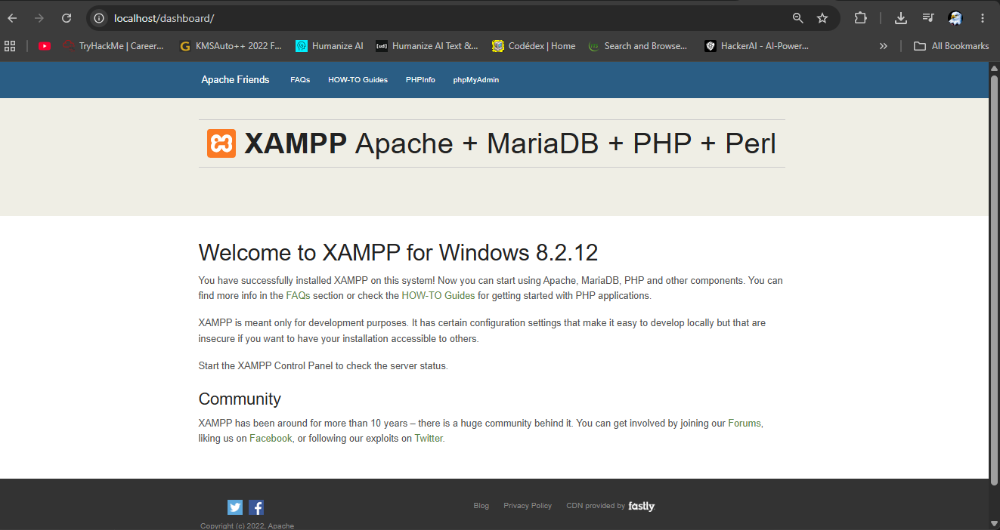 localhost/dashboard/
TryHackMe | Career... KMSAuto++ 2022 F... Humanize AI [ud] Humanize AI Text &... Codédex | Home Search and Browse... HackerAI - AI-Power... » All Bookmarks
Apache Friends FAQs HOW-TO Guides PHPInfo phpMyAdmin
XAMPP Apache + MariaDB + PHP + Perl
Welcome to XAMPP for Windows 8.2.12
You have successfully installed XAMPP on this system! Now you can start using Apache, MariaDB, PHP and other components. You can
find more info in the FAQs section or check the HOW-TO Guides for getting started with PHP applications.
XAMPP is meant only for development purposes. It has certain configuration settings that make it easy to develop locally but that are
insecure if you want to have your installation accessible to others.
Start the XAMPP Control Panel to check the server status.
Community
XAMPP has been around for more than 10 years – there is a huge community behind it. You can get involved by joining our Forums,
liking us on Facebook, or following our exploits on Twitter.
Blog Privacy Policy CDN provided by fastly
Copyright (c) 2022, Apache